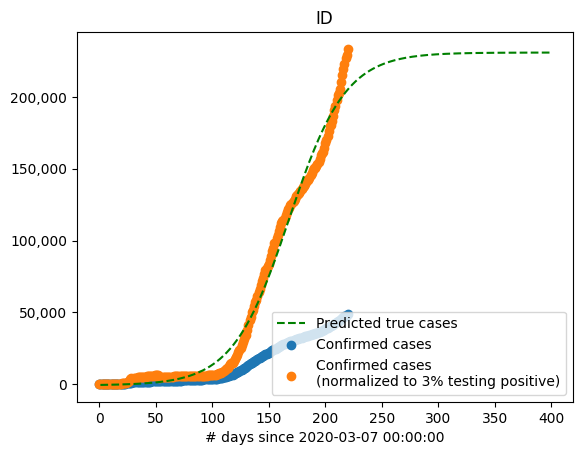 ID
200,000
150,000
100,000
50,000
0
Predicted true cases
Confirmed cases
Confirmed cases
(normalized to 3% testing positive)
0 50 100 150 200 250 300 350 400
# days since 2020-03-07 00:00:00